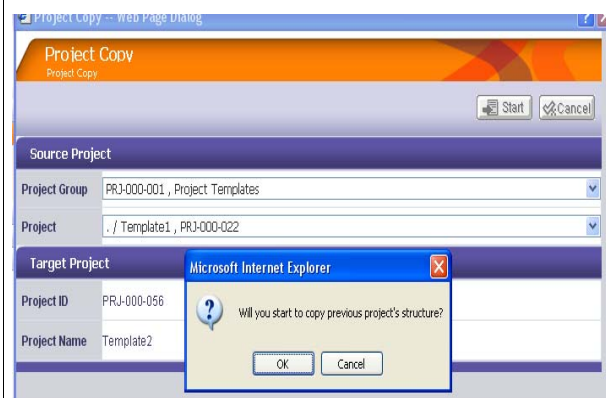 Project Copy -- Web Page Dialog
Project Copy
Project Copy
Start
Cancel
Source Project
Project Group
PRJ-000-001 , Project Templates
Project
. / Template1 , PRJ-000-022
Target Project
Project ID
PRJ-000-056
Project Name
Template2
Microsoft Internet Explorer
Will you start to copy previous project's structure?
OK
Cancel